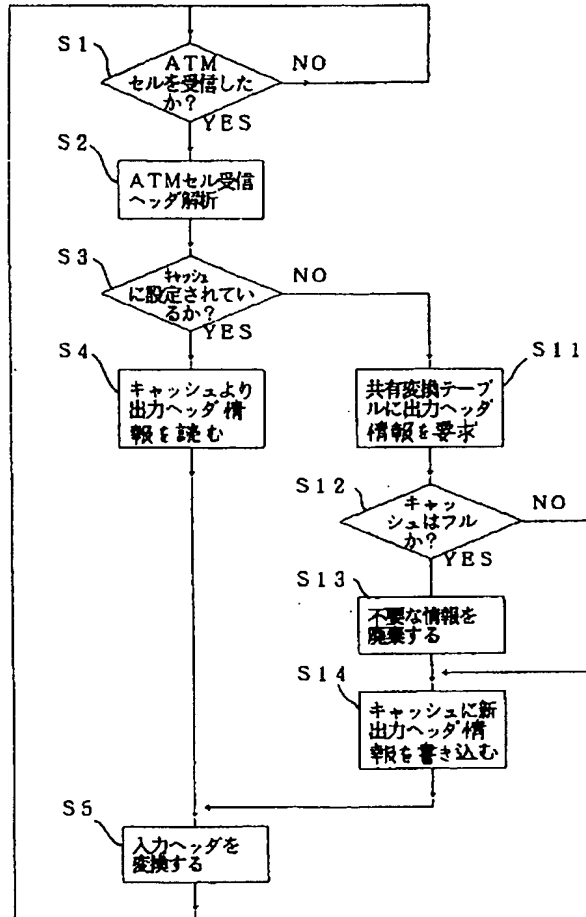 S1
ATM
セルを受信した
か?
NO
YES
S2
ATMセル受信
ヘッダ解析
S3
キャッシュ
に設定されてい
るか?
NO
YES
S4
キャッシュより
出力ヘッダ情
報を読む
S11
共有変換テーブ
ルに出力ヘッダ
情報を要求
S12
キャッ
シュはフル
か?
NO
YES
S13
不要な情報を
廃棄する
S14
キャッシュに新
出力ヘッダ情
報を書き込む
S5
入力ヘッダを
変換する